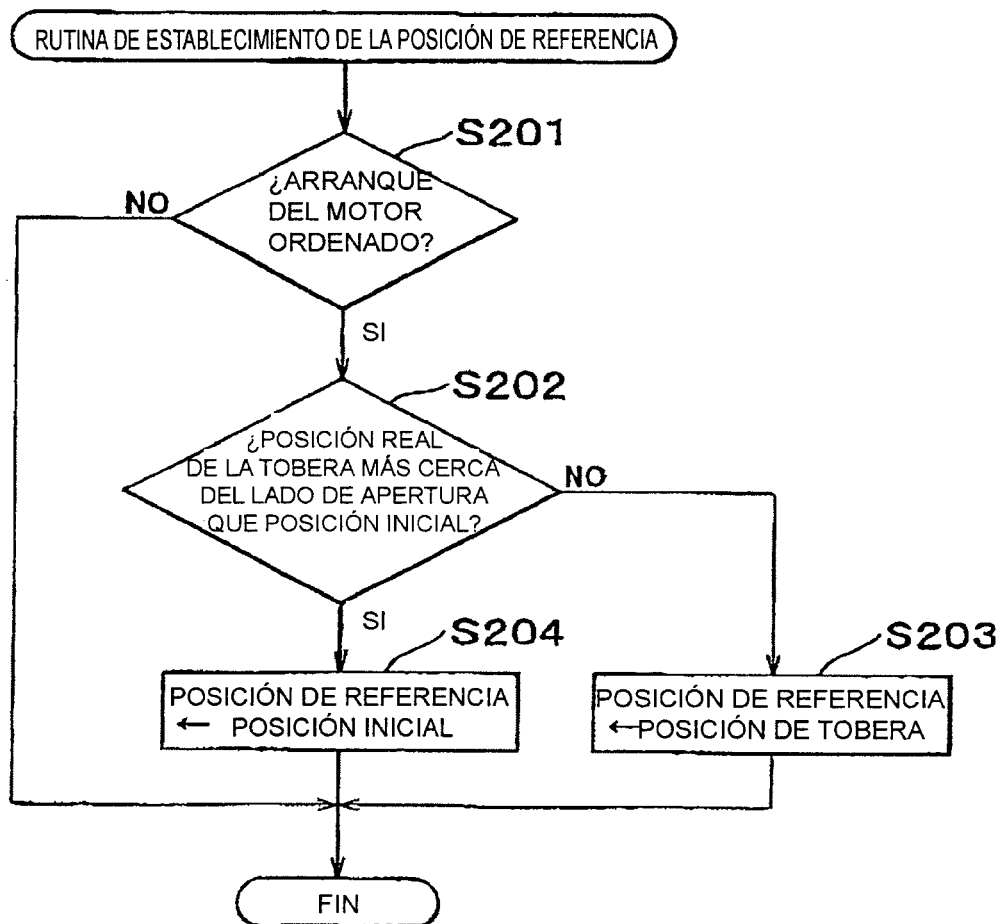 RUTINA DE ESTABLECIMIENTO DE LA POSICIÓN DE REFERENCIA
S201
¿ARRANQUE
DEL MOTOR
ORDENADO?
NO
SI
S202
¿POSICIÓN REAL
DE LA TOBERA MÁS CERCA
DEL LADO DE APERTURA
QUE POSICIÓN INICIAL?
NO
SI
S204
POSICIÓN DE REFERENCIA
← POSICIÓN INICIAL
S203
POSICIÓN DE REFERENCIA
←POSICIÓN DE TOBERA
FIN